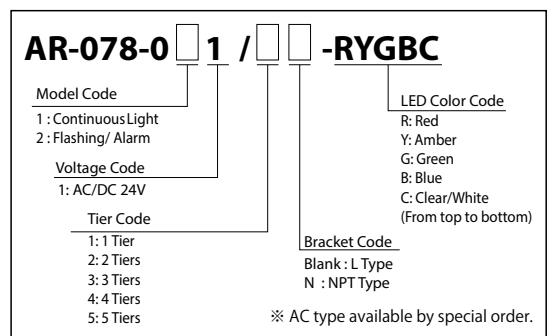 AR-078-0□ 1 /□□ -RYGBC
Model Code
1 : Continuous Light
2 : Flashing/ Alarm
Voltage Code
1: AC/DC 24V
Tier Code
1: 1 Tier
2: 2 Tiers
3: 3 Tiers
4: 4 Tiers
5: 5 Tiers
Bracket Code
Blank : L Type
N : NPT Type
LED Color Code
R: Red
Y: Amber
G: Green
B: Blue
C: Clear/White
(From top to bottom)
※ AC type available by special order.